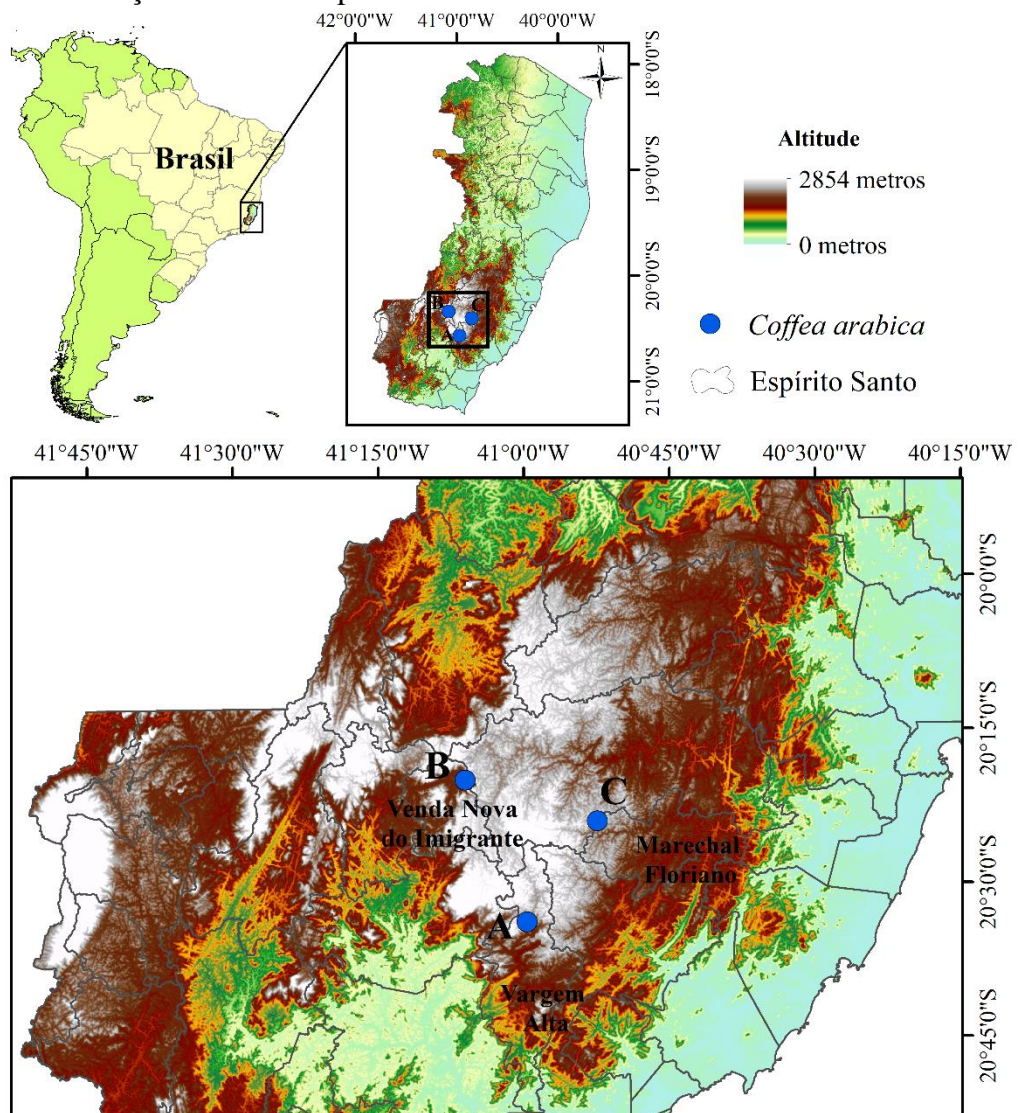 42°0'0"W 41°0'0"W 40°0'0"W
N
18°0'0"S
19°0'0"S
20°0'0"S
21°0'0"S
Brasil
B
C
A
Altitude
2854 metros
0 metros
Coffea arabica
Espírito Santo
41°45'0"W 41°30'0"W 41°15'0"W 41°0'0"W 40°45'0"W 40°30'0"W 40°15'0"W
20°0'0"S
20°15'0"S
20°30'0"S
20°45'0"S
B
Venda Nova
do Imigrante
C
Marechal
Floriano
A
Vargem
Alta